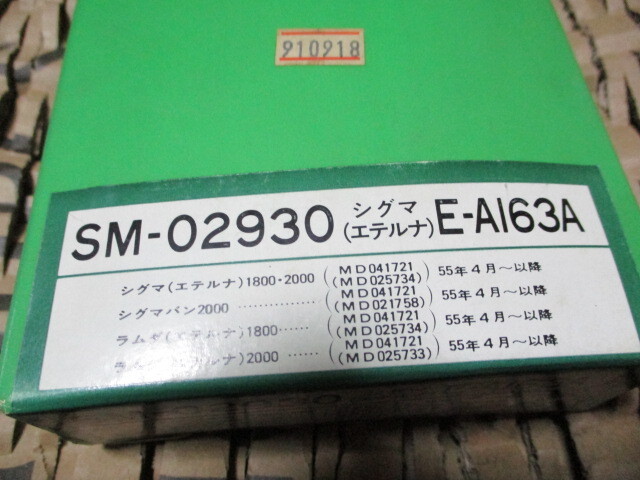 910918
SM-02930 シグマ (エテルナ) E-A163A
シグマ(エテルナ)1800・2000 (MD041721) (MD025734) 55年4月〜以降
シグマバン2000 ‥‥‥‥‥ (MD041721) (MD021758) 55年4月〜以降
ラムダ(エテルナ)1800‥‥ (MD041721) (MD025734) 55年4月〜以降
ルナ)2000 ‥‥ (MD041721) (MD025733) 55年4月〜以降